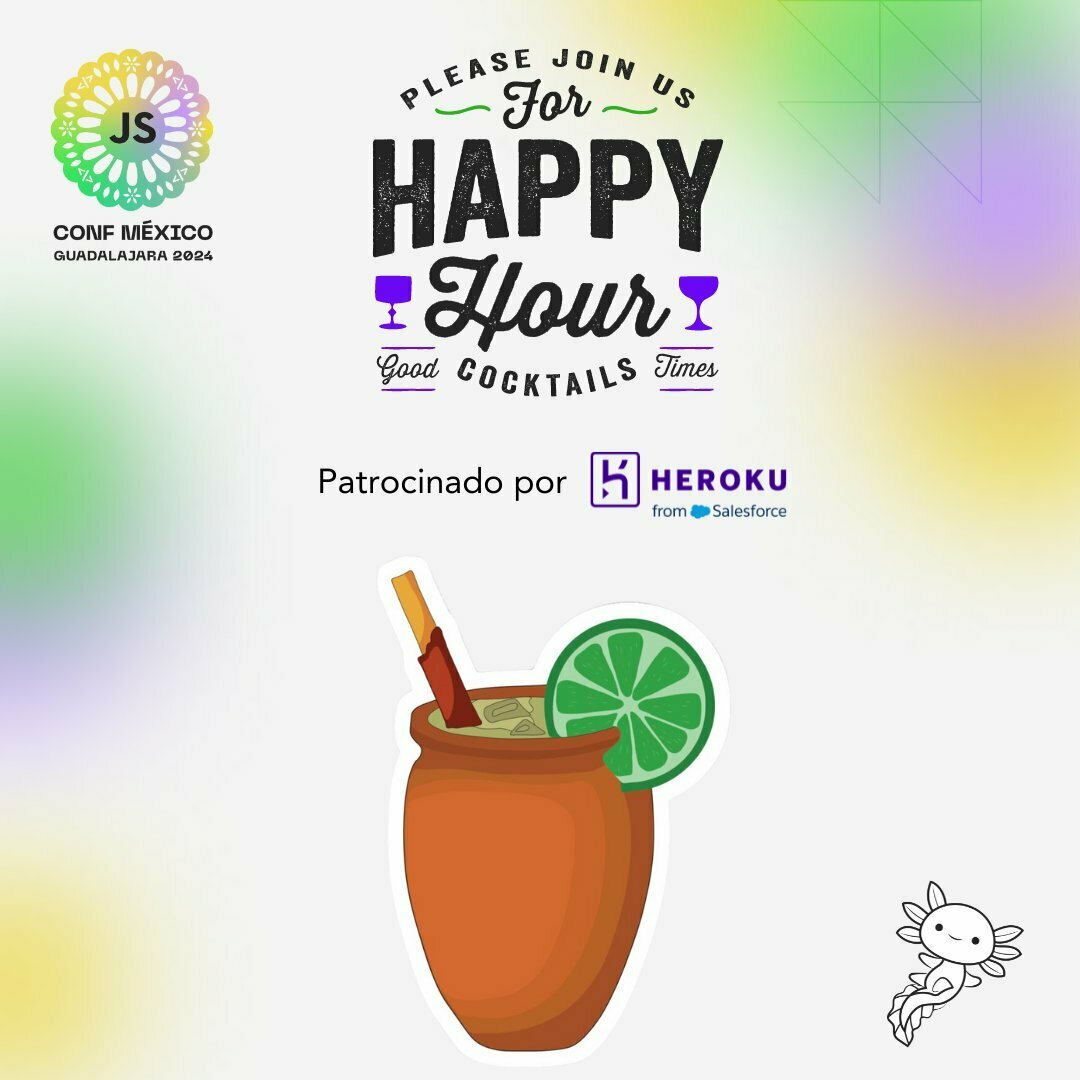 JS
CONF MÉXICO
GUADALAJARA 2024
PLEASE JOIN US
For
HAPPY
Hour
Good COCKTAILS Times
Patrocinado por HEROKU
from Salesforce